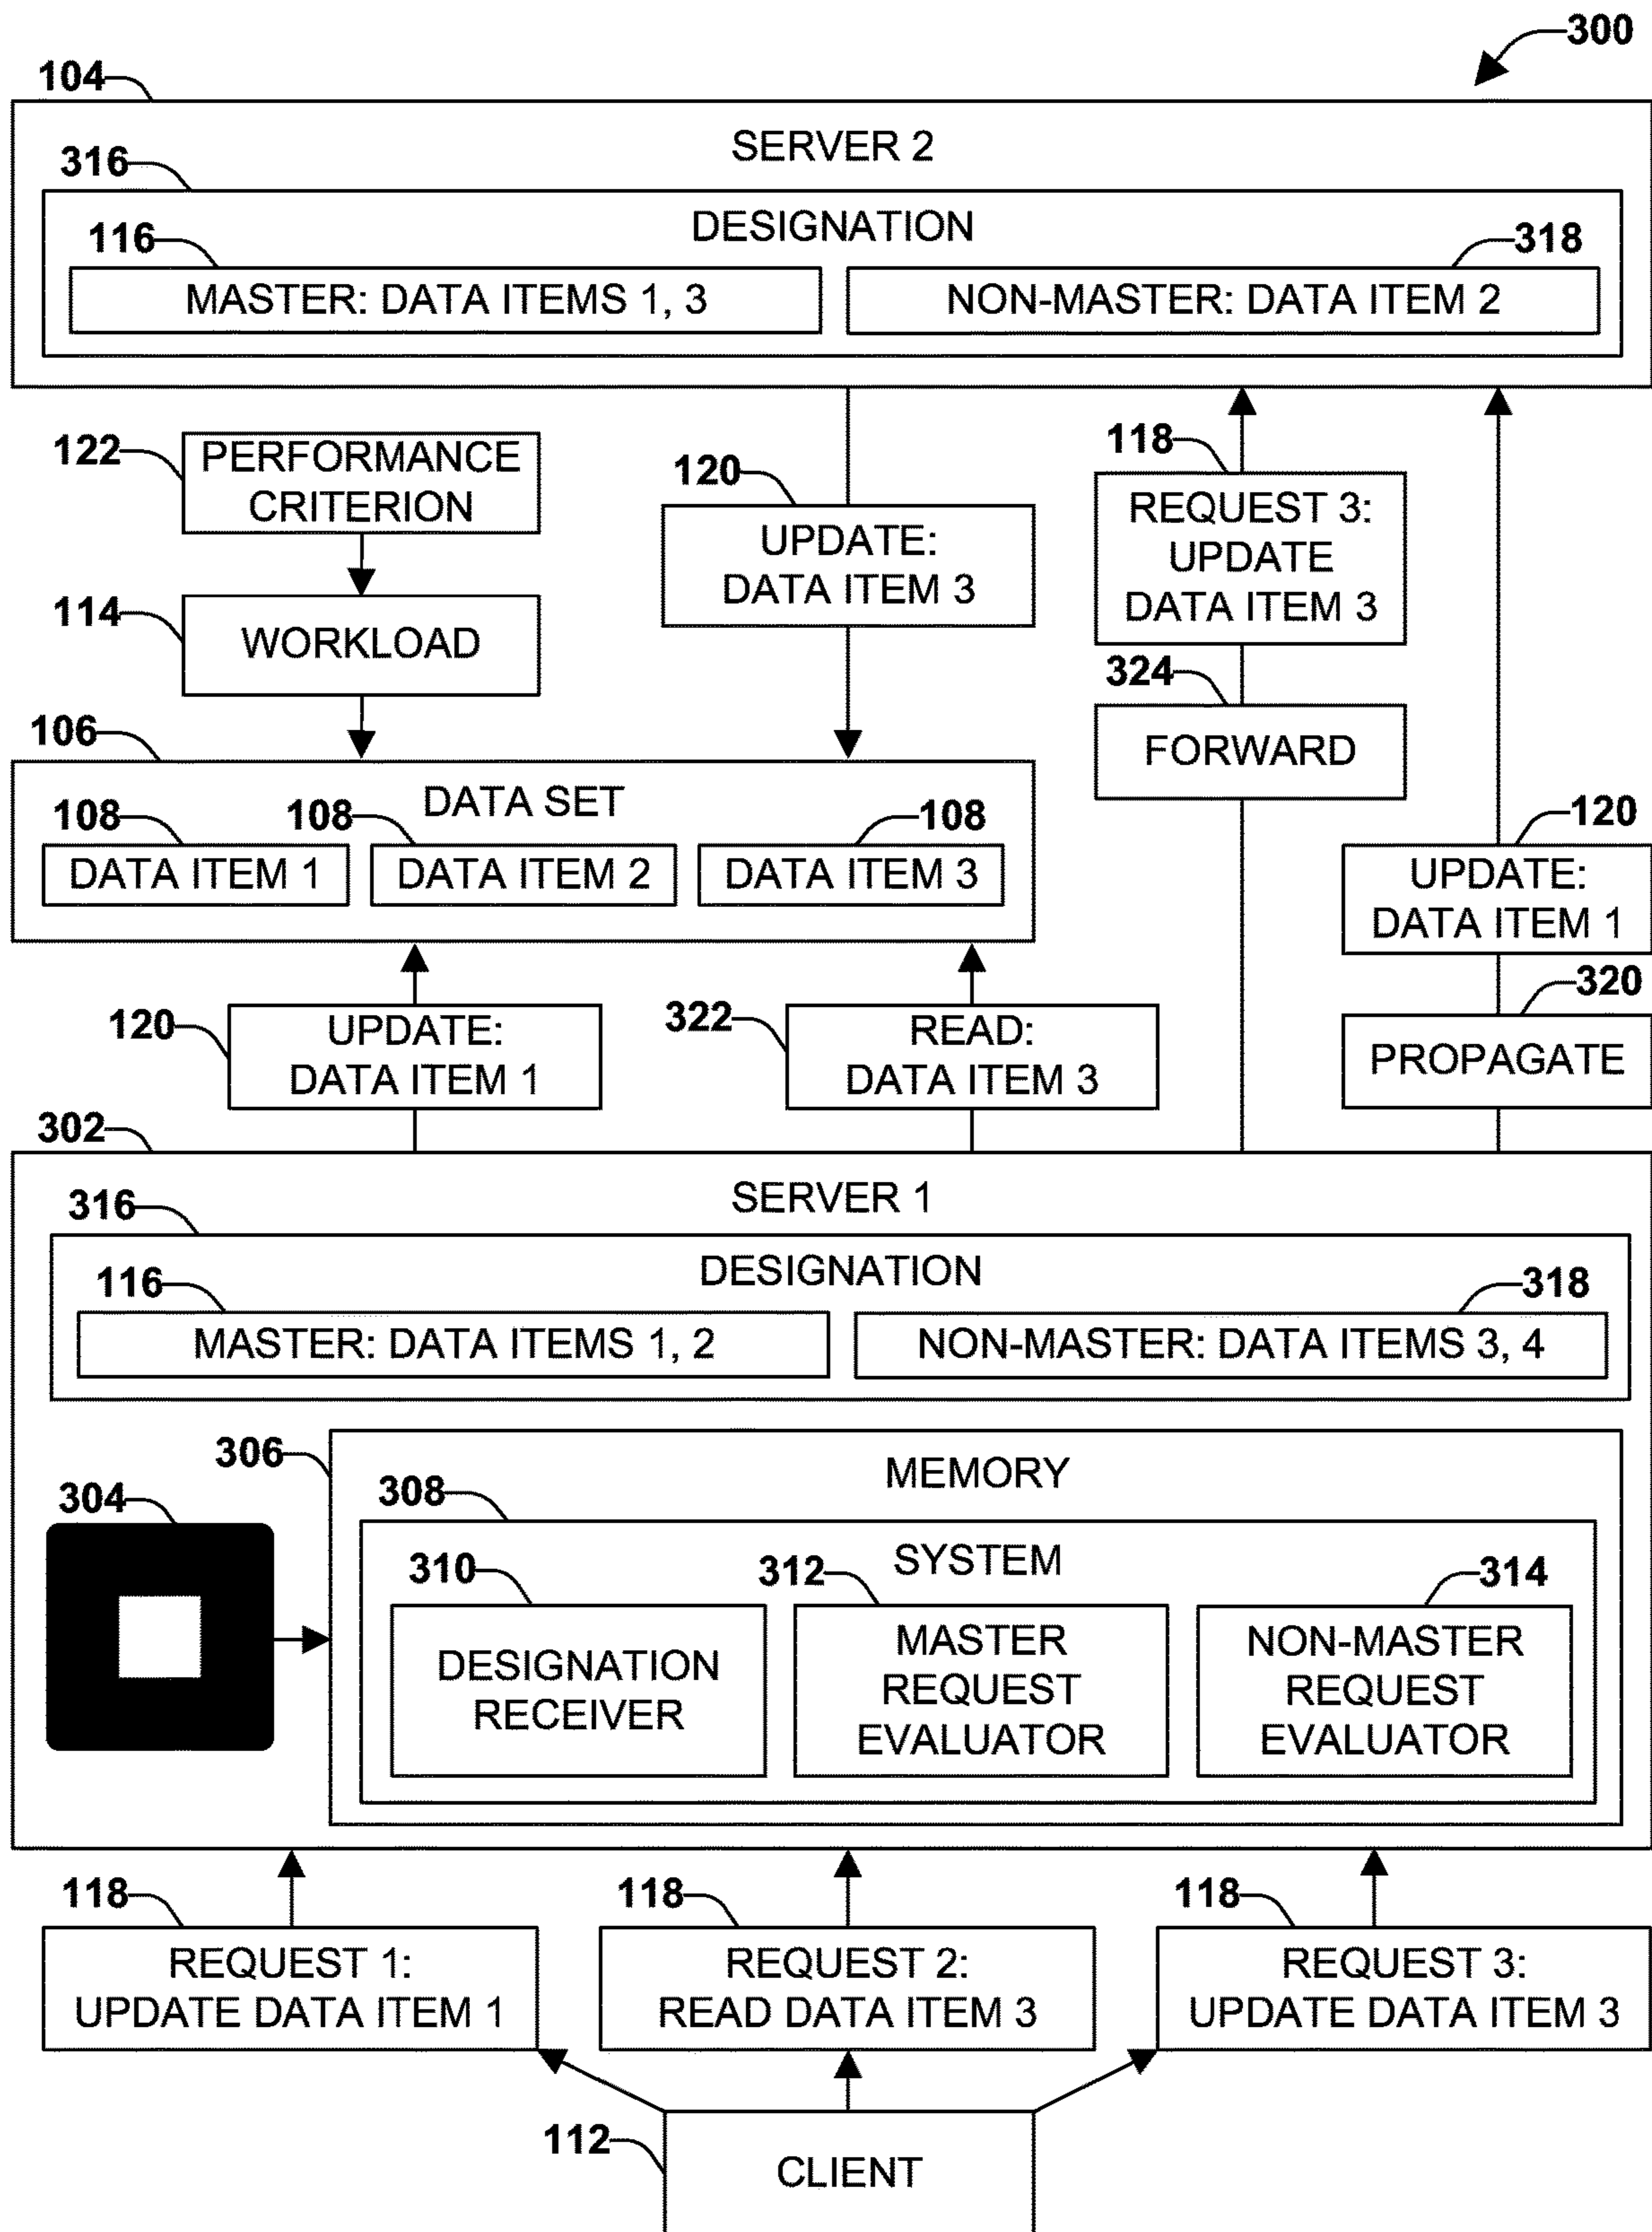 300
104
SERVER 2
316
DESIGNATION
116
318
MASTER: DATA ITEMS 1, 3
NON-MASTER: DATA ITEM 2
122
PERFORMANCE
CRITERION
120
UPDATE:
DATA ITEM 3
118
REQUEST 3:
UPDATE
DATA ITEM 3
114
WORKLOAD
324
FORWARD
106
DATA SET
108
108
108
DATA ITEM 1
DATA ITEM 2
DATA ITEM 3
120
UPDATE:
DATA ITEM 1
320
PROPAGATE
120
UPDATE:
DATA ITEM 1
322
READ:
DATA ITEM 3
302
SERVER 1
316
DESIGNATION
116
318
MASTER: DATA ITEMS 1, 2
NON-MASTER: DATA ITEMS 3, 4
306
MEMORY
304
308
SYSTEM
310
312
314
DESIGNATION
RECEIVER
MASTER
REQUEST
EVALUATOR
NON-MASTER
REQUEST
EVALUATOR
118
118
118
REQUEST 1:
UPDATE DATA ITEM 1
REQUEST 2:
READ DATA ITEM 3
REQUEST 3:
UPDATE DATA ITEM 3
112
CLIENT